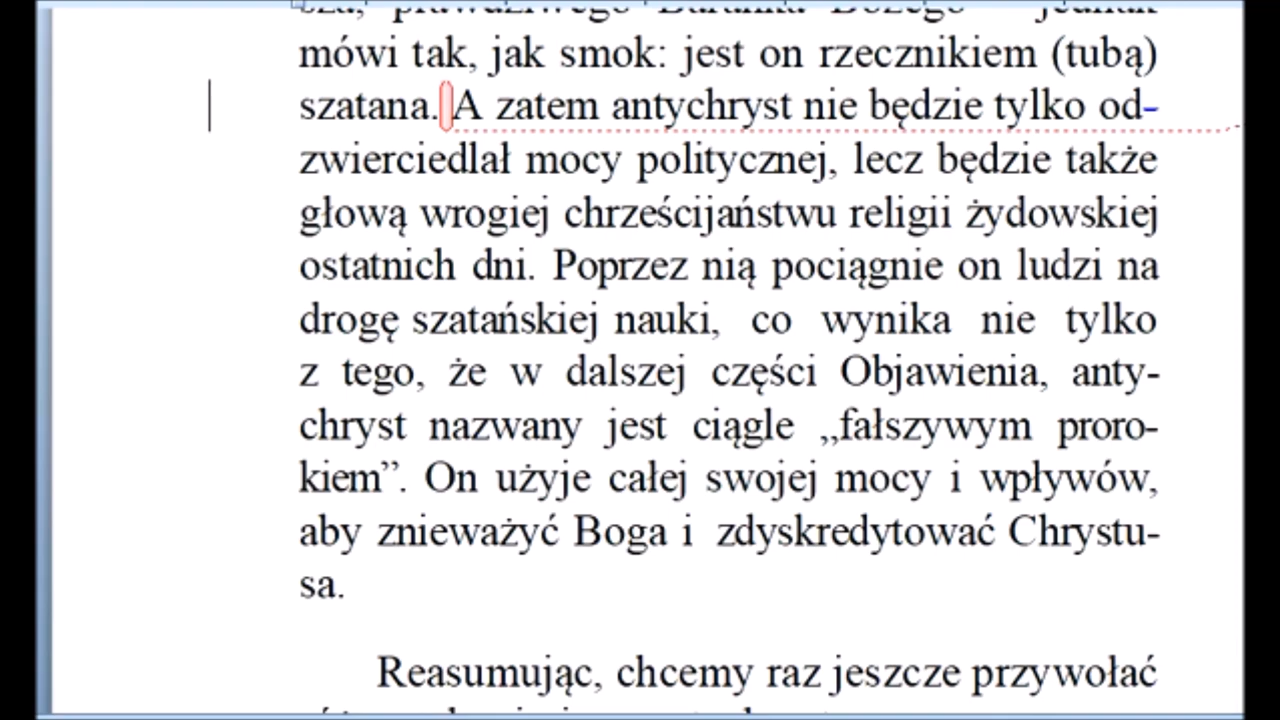 mówi tak, jak smok: jest on rzecznikiem (tubą)
szatana. A zatem antychryst nie będzie tylko od-
zwierciedlał mocy politycznej, lecz będzie także
głową wrogiej chrześcijaństwu religii żydowskiej
ostatnich dni. Poprzez nią pociągnie on ludzi na
drogę szatańskiej nauki, co wynika nie tylko
z tego, że w dalszej części Objawienia, anty-
chryst nazwany jest ciągle „fałszywym proro-
kiem”. On użyje całej swojej mocy i wpływów,
aby znieważyć Boga i zdyskredytować Chrystu-
sa.
Reasumując, chcemy raz jeszcze przywołać